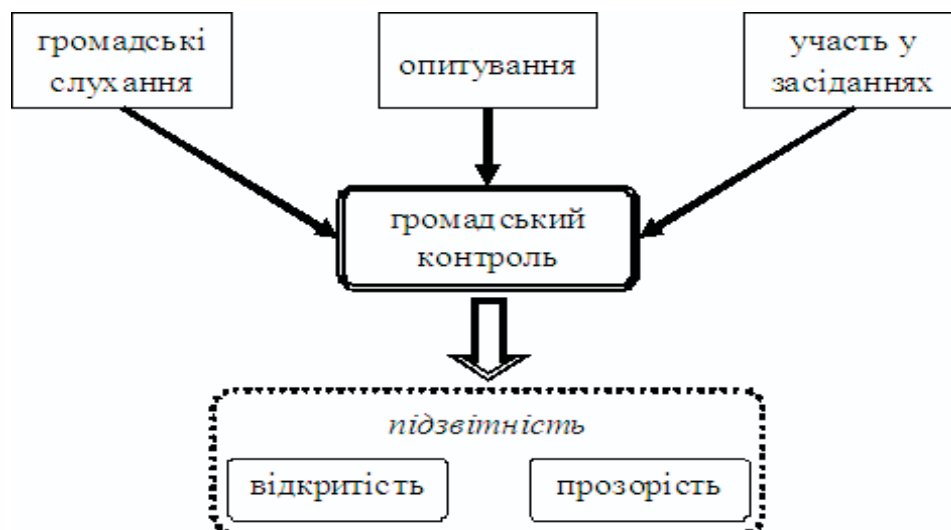 громадські
слухання
опитування
участь у
засіданнях
громадський
контроль
підзвітність
відкритість
прозорість